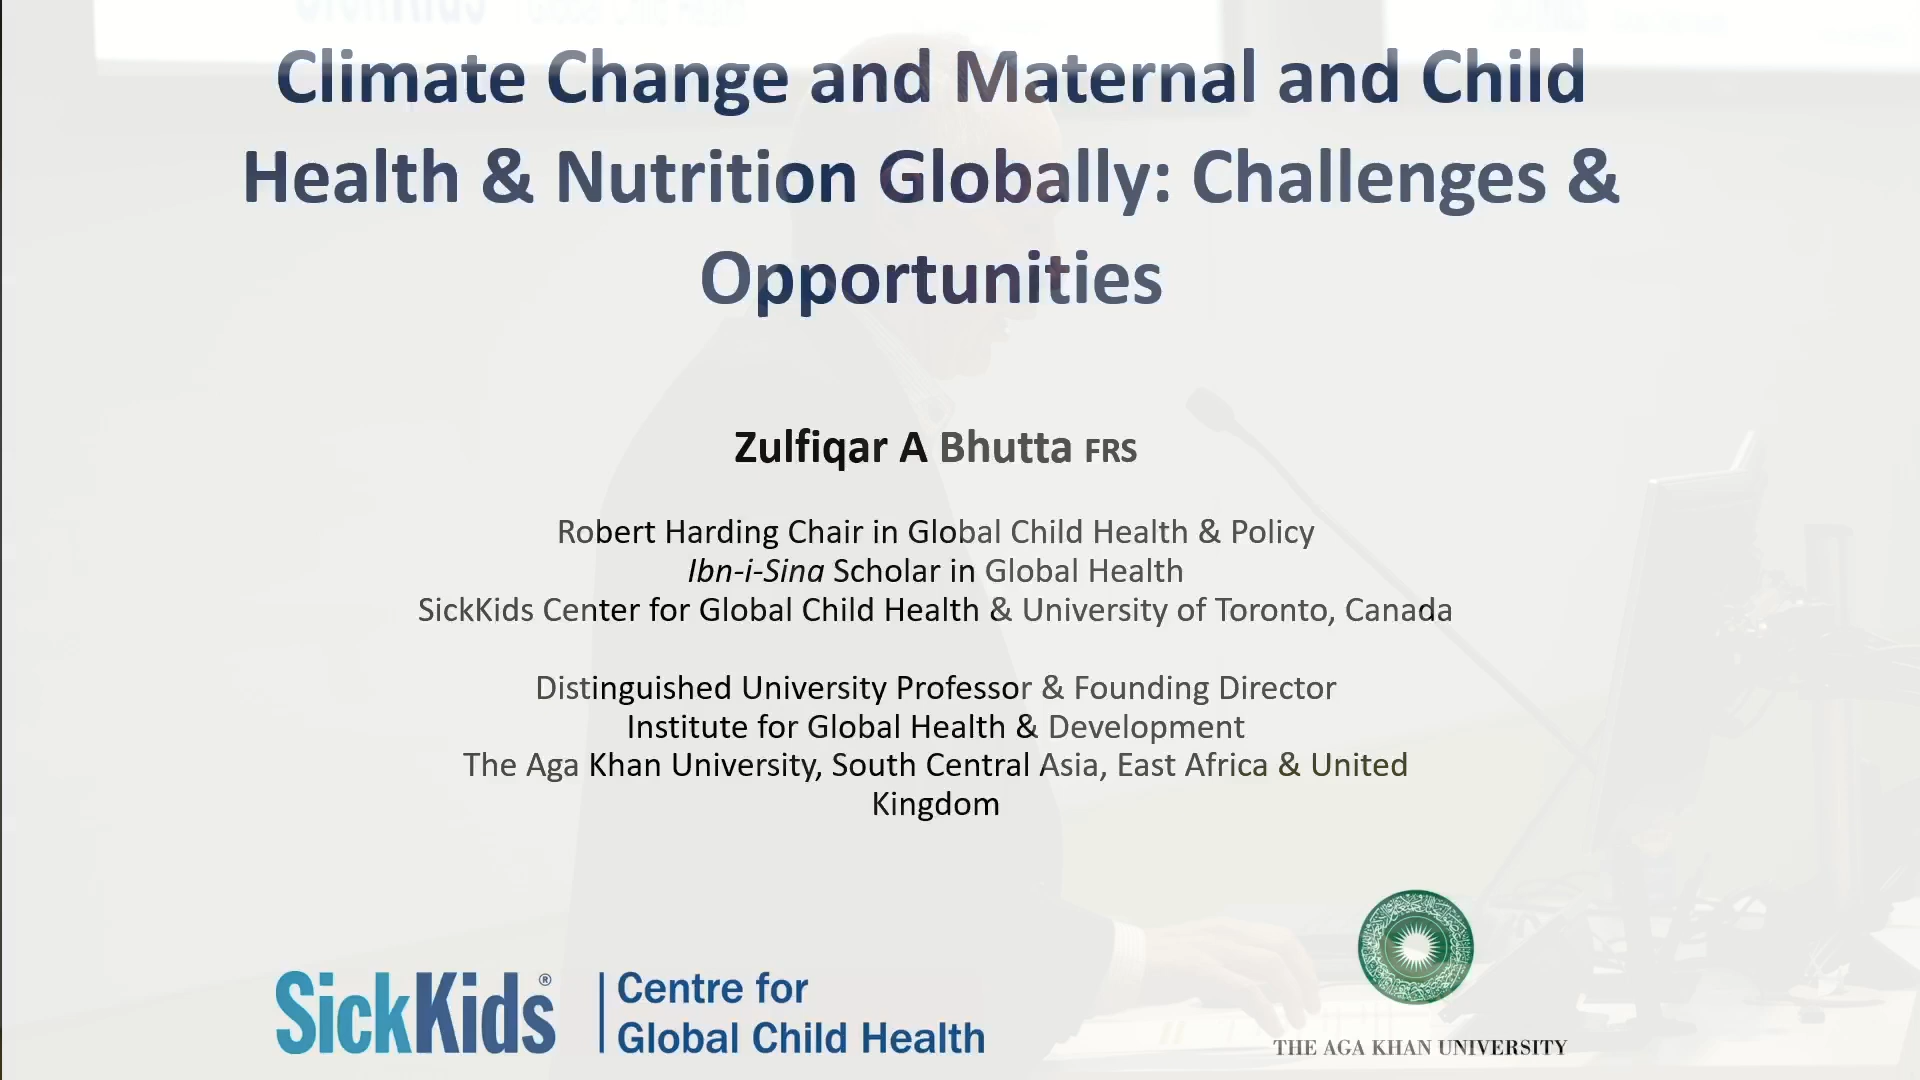 Climate Change and Maternal and Child
Health & Nutrition Globally: Challenges &
Opportunities
Zulfiqar A Bhutta FRS
Robert Harding Chair in Global Child Health & Policy
Ibn-i-Sina Scholar in Global Health
SickKids Center for Global Child Health & University of Toronto, Canada
Distinguished University Professor & Founding Director
Institute for Global Health & Development
The Aga Khan University, South Central Asia, East Africa & United
Kingdom
SickKids®
Centre for
Global Child Health
THE AGA KHAN UNIVERSITY